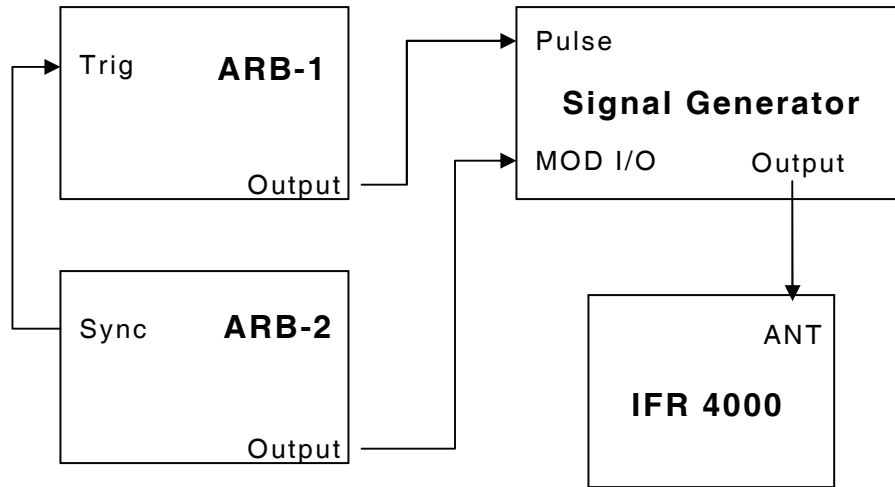 Trig
ARB-1
Output
Pulse
Signal Generator
MOD I/O
Output
Sync
ARB-2
Output
ANT
IFR 4000